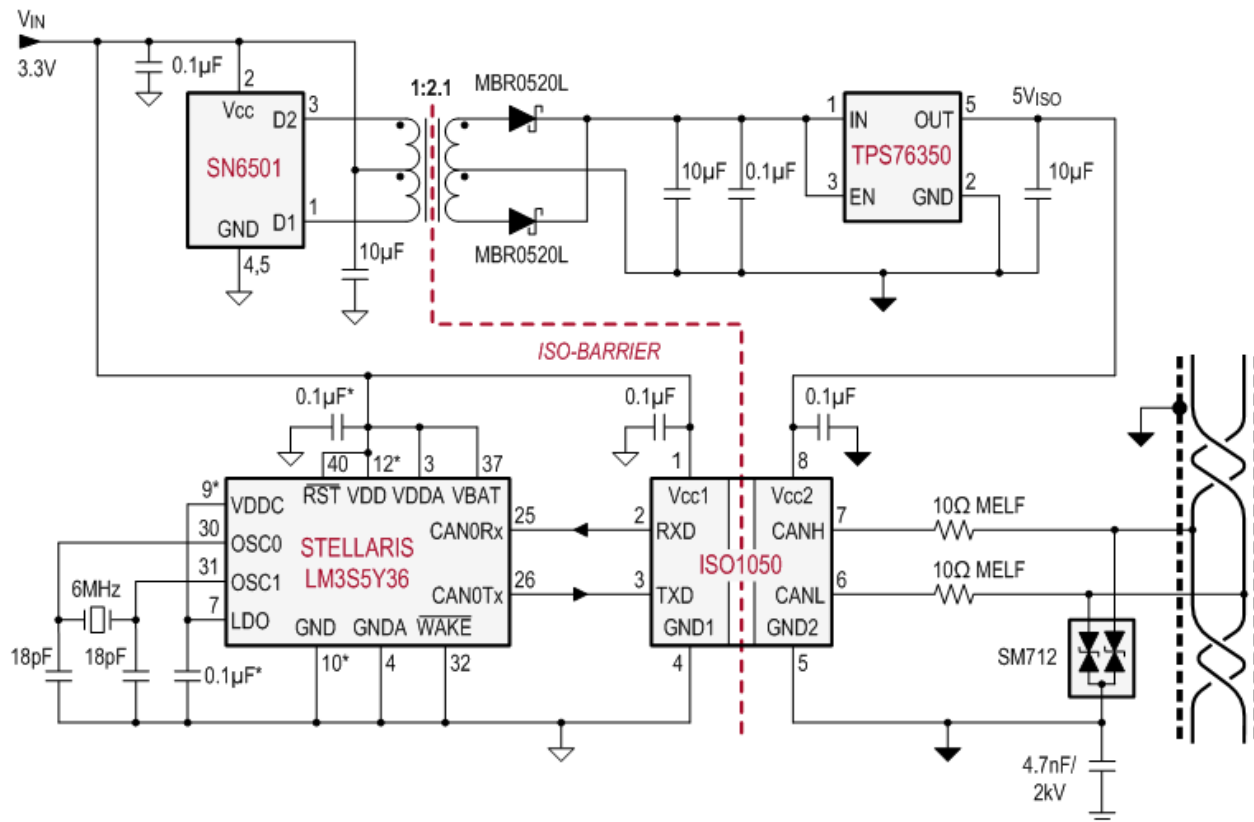 VIN
3.3V
0.1µF
2
Vcc
D2
3
SN6501
D1
1
GND
4,5
10µF
1:2.1
MBR0520L
MBR0520L
10µF
0.1µF
1
IN
OUT
5
TPS76350
3
EN
GND
2
5VISO
10µF
ISO-BARRIER
0.1µF*
0.1µF
0.1µF
40
12*
3
37
1
8
9*
VDDC
RST
VDD
VDDA
VBAT
Vcc1
Vcc2
30
OSC0
CAN0Rx
25
2
RXD
CANH
7
10Ω MELF
STELLARIS
LM3S5Y36
ISO1050
31
OSC1
6MHz
CAN0Tx
26
3
TXD
CANL
6
10Ω MELF
7
LDO
GND
GNDA
WAKE
GND1
GND2
18pF
18pF
0.1µF*
10*
4
32
4
5
SM712
4.7nF/
2kV